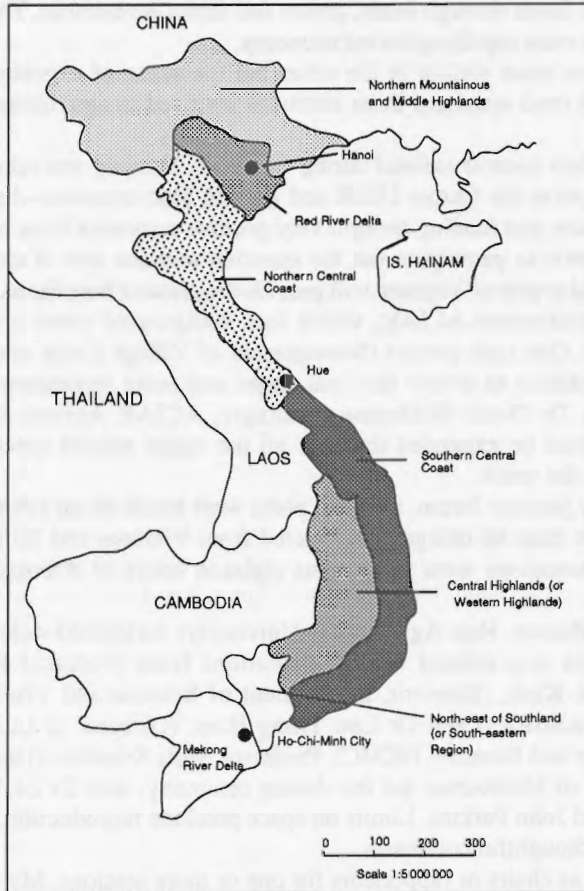 CHINA
Northern Mountainous
and Middle Highlands
Hanoi
Red River Delta
IS. HAINAM
Northern Central
Coast
Hue
THAILAND
LAOS
Southern Central
Coast
Central Highlands (or
Western Highlands)
CAMBODIA
North-east of Southland
(or South-eastern
Region)
Ho-Chi-Minh City
Mekong
River Delta
0 100 200 300
Scale 1:5 000 000